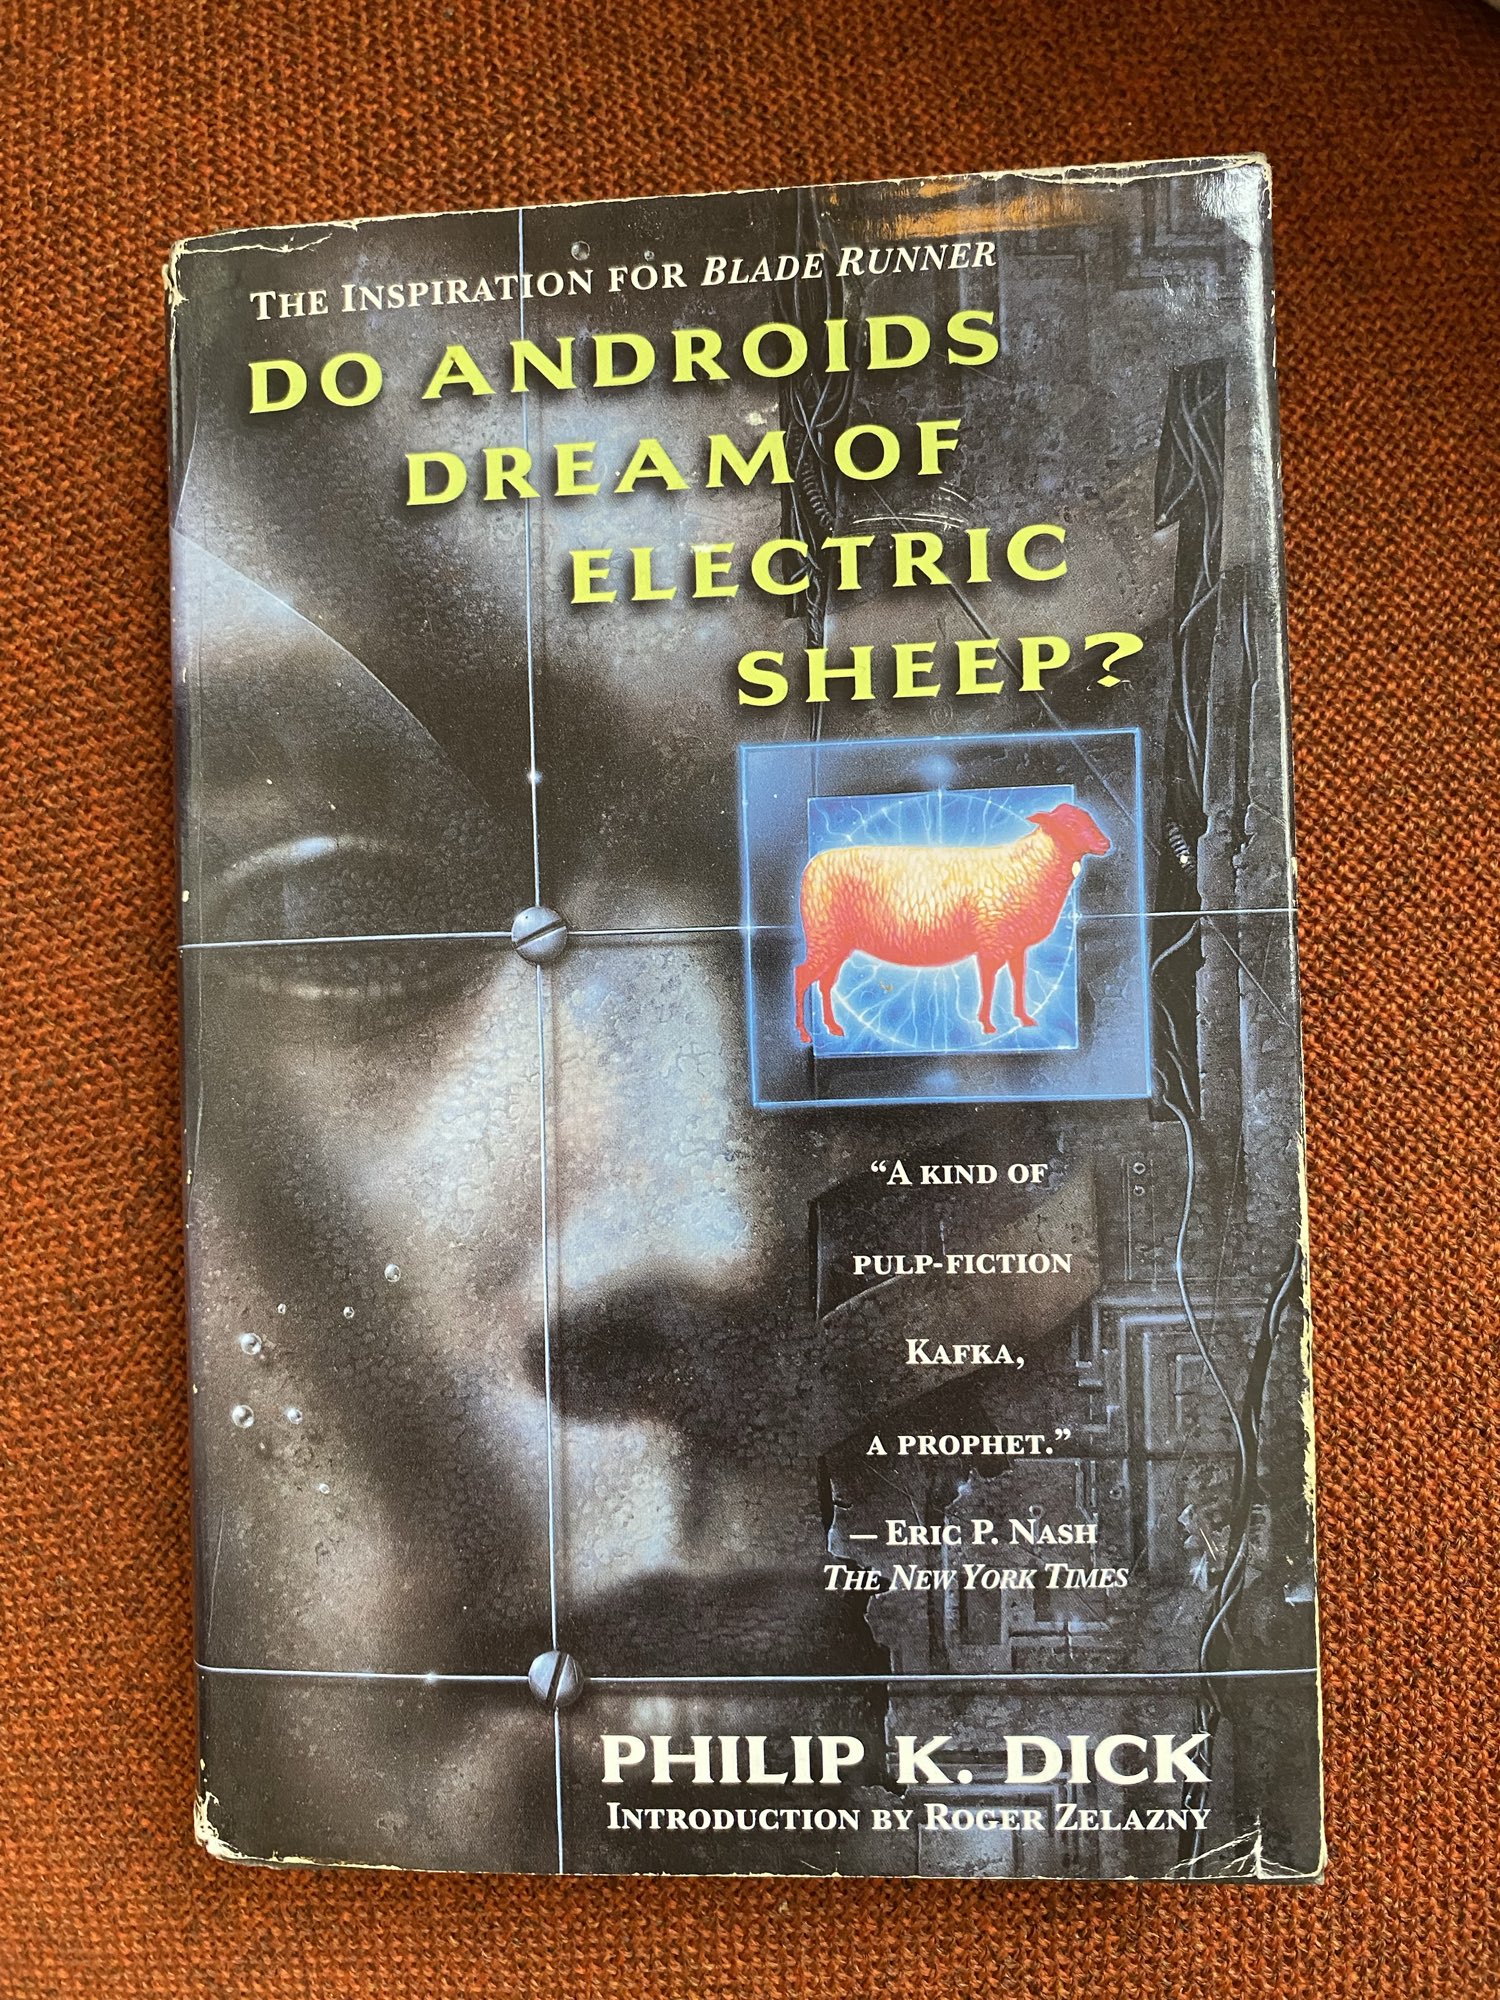 THE INSPIRATION FOR BLADE RUNNER
DO ANDROIDS
DREAM OF
ELECTRIC
SHEEP?
“A KIND OF
PULP-FICTION
KAFKA,
A PROPHET.”
— ERIC P. NASH
THE NEW YORK TIMES
PHILIP K. DICK
INTRODUCTION BY ROGER ZELAZNY